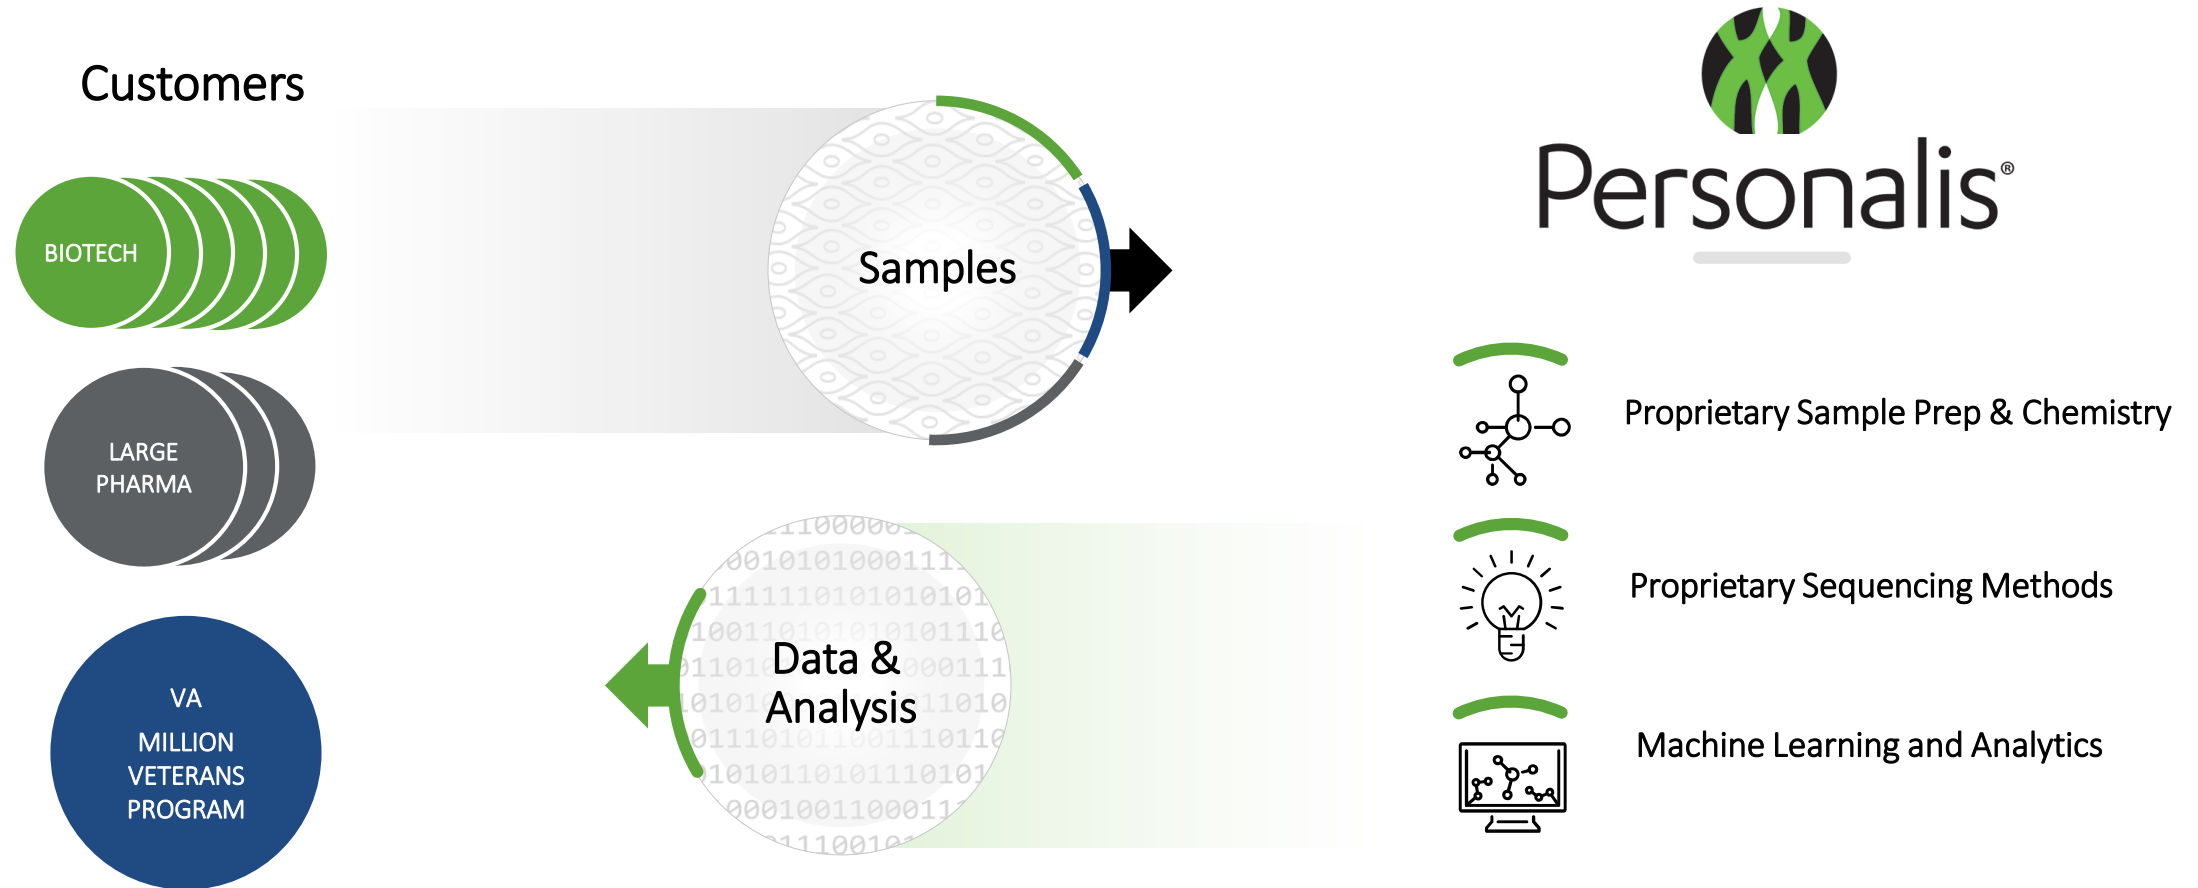 Customers
BIOTECH
LARGE
PHARMA
VA
MILLION
VETERANS
PROGRAM
Samples
Data &
Analysis
Personalis®
Proprietary Sample Prep & Chemistry
Proprietary Sequencing Methods
Machine Learning and Analytics